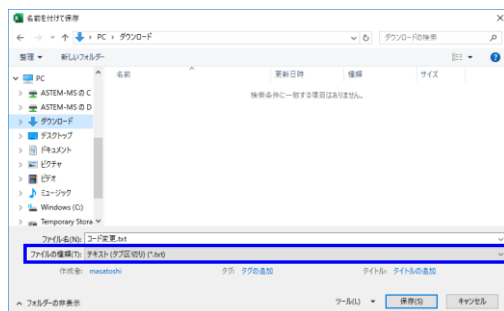 名前を付けて保存
PC › ダウンロード
ダウンロードの検索
整理 新しいフォルダー
PC
ASTEM-MS の C
ASTEM-MS の D
ダウンロード
デスクトップ
ドキュメント
ピクチャ
ビデオ
ミュージック
Windows (C:)
Temporary Stora
名前 更新日時 種類 サイズ
検索条件に一致する項目はありません。
ファイル名(N): コード変更.txt
ファイルの種類(T): テキスト (タブ区切り) (*.txt)
作成者: masatoshi タグ: タグの追加 タイトル: タイトルの追加
フォルダーの非表示 ツール(L) 保存(S) キャンセル